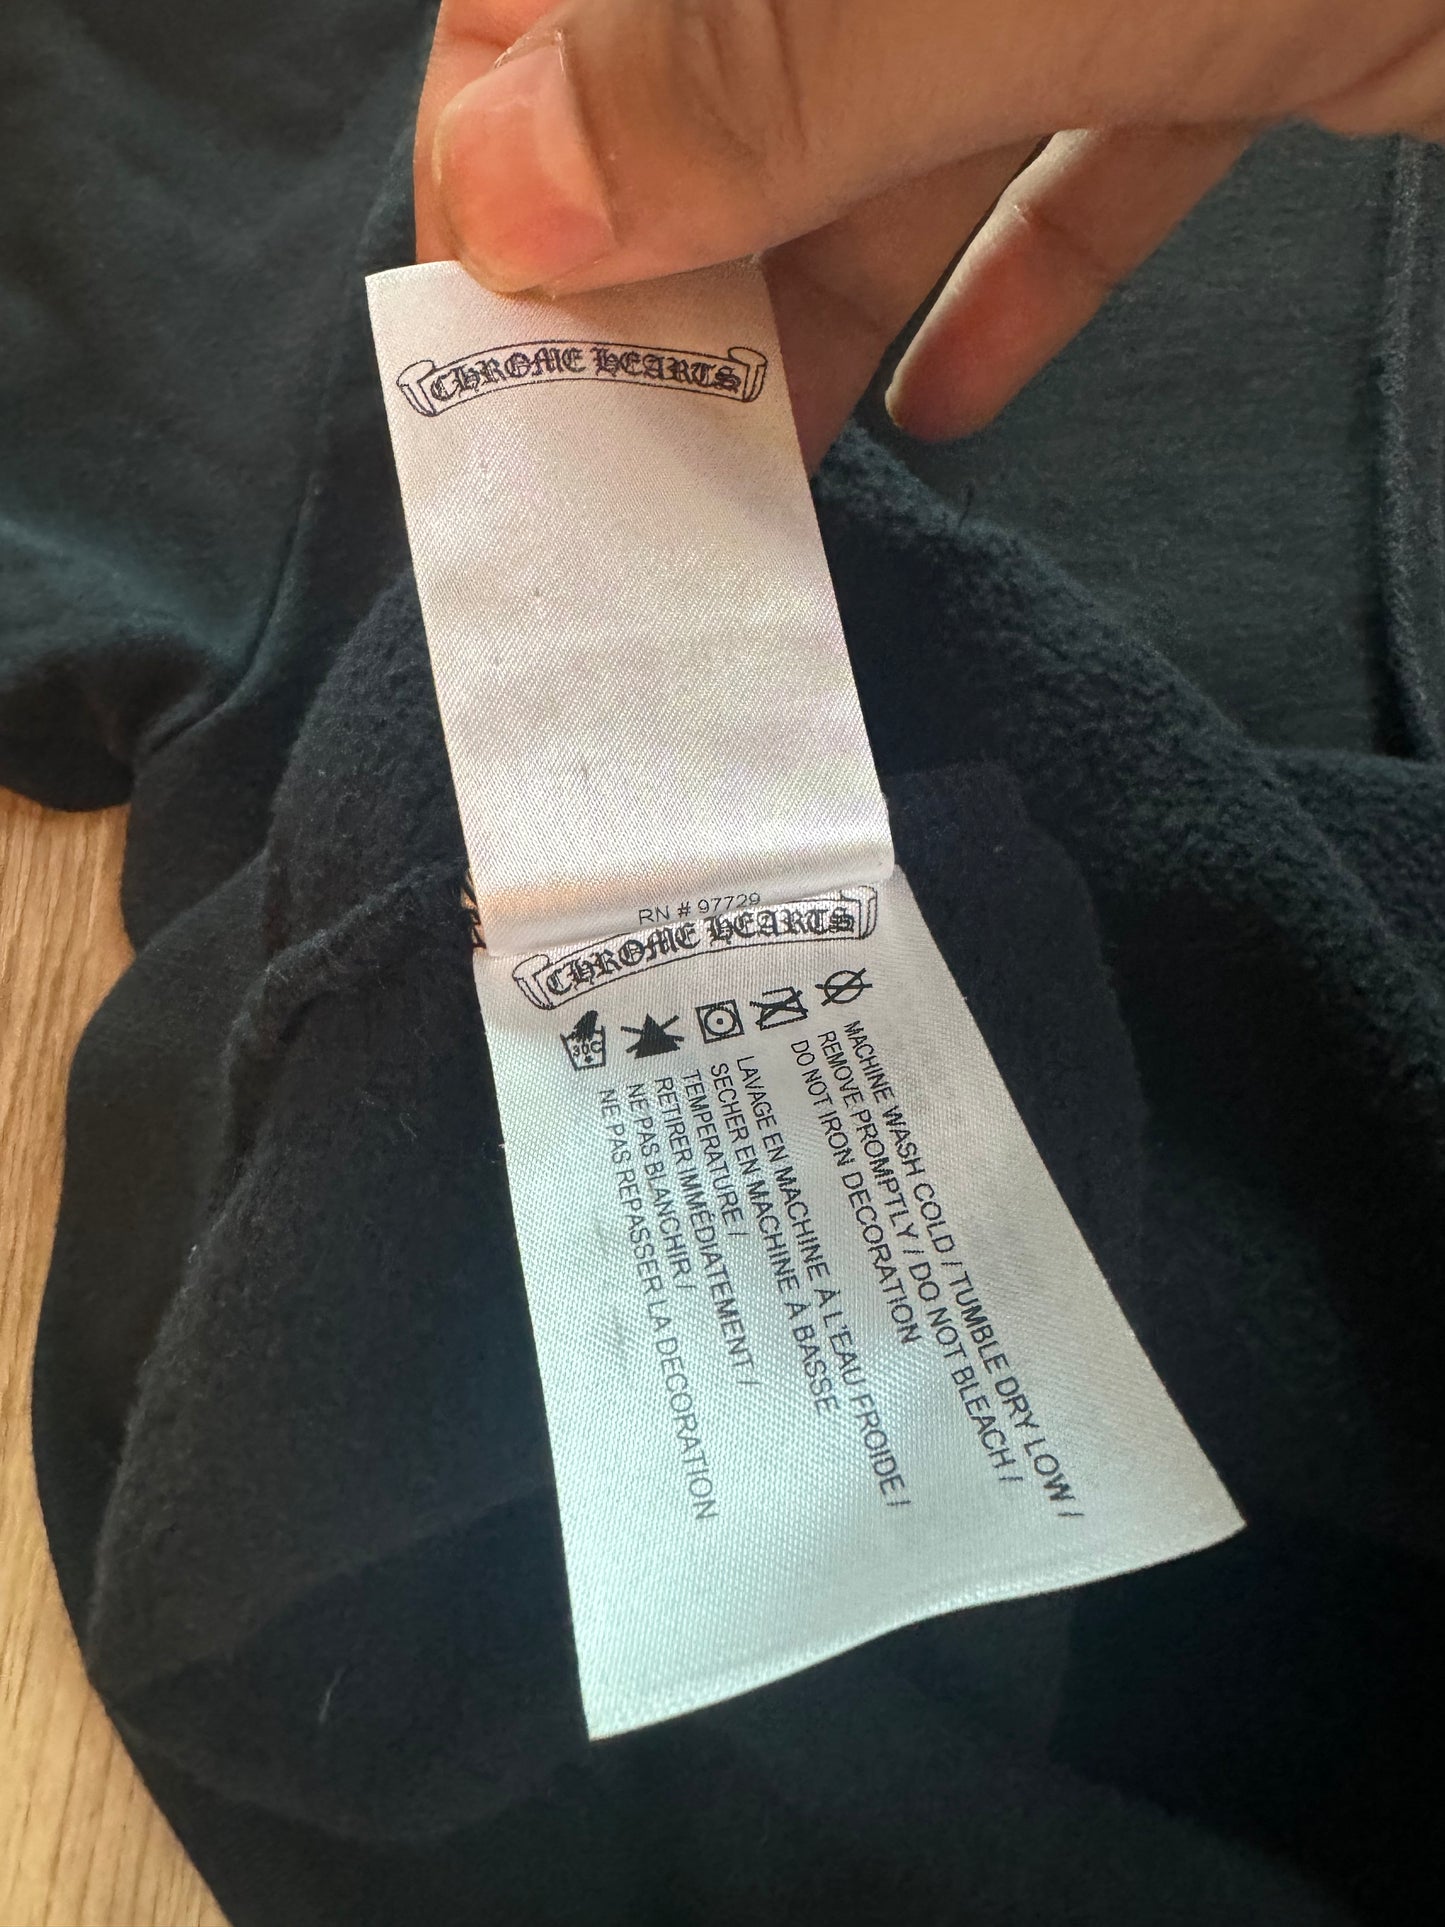 CHROME HEARTS
RN # 97729
CHROME HEARTS
30C
MACHINE WASH COLD / TUMBLE DRY LOW /
REMOVE PROMPTLY / DO NOT BLEACH /
DO NOT IRON DECORATION
LAVAGE EN MACHINE À L'EAU FROIDE /
SECHER EN MACHINE À BASSE
TEMPERATURE /
RETIRER IMMÉDIATEMENT /
NE PAS BLANCHIR /
NE PAS REPASSER LA DECORATION